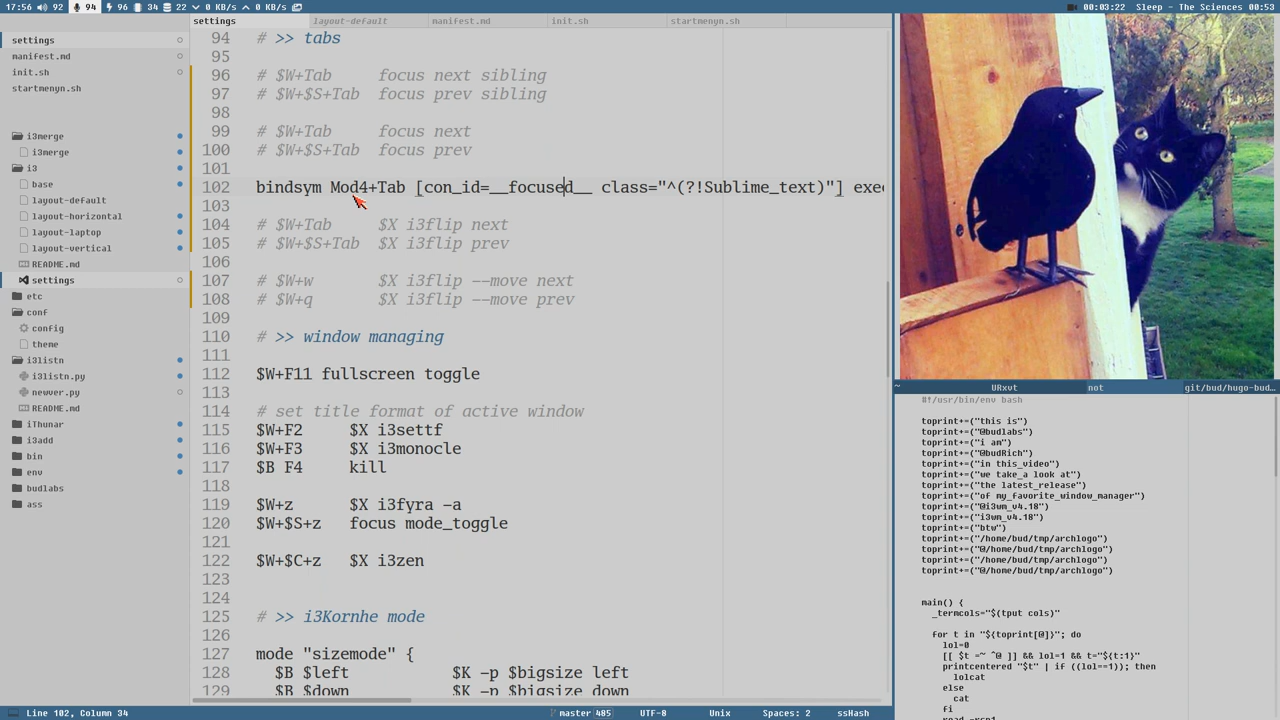 17:56 92 94 96 34 22 0 KB/s 0 KB/s
00:03:22 Sleep - The Sciences 00:53
settings layout-default manifest.md init.sh startmenyn.sh
settings
manifest.md
init.sh
startmenyn.sh
i3merge
i3merge
i3
base
layout-default
layout-horizontal
layout-laptop
layout-vertical
README.md
settings
etc
conf
config
theme
i3listn
i3listn.py
newver.py
README.md
iThunar
i3add
bin
env
budlabs
ass
94 # >> tabs
95
96 # $W+Tab focus next sibling
97 # $W+$S+Tab focus prev sibling
98
99 # $W+Tab focus next
100 # $W+$S+Tab focus prev
101
102 bindsym Mod4+Tab [con_id=__focused__ class="^(?!Sublime_text)"] exe
103
104 # $W+Tab $X i3flip next
105 # $W+$S+Tab $X i3flip prev
106
107 # $W+w $X i3flip --move next
108 # $W+q $X i3flip --move prev
109
110 # >> window managing
111
112 $W+F11 fullscreen toggle
113
114 # set title format of active window
115 $W+F2 $X i3settf
116 $W+F3 $X i3monocle
117 $B F4 kill
118
119 $W+z $X i3fyra -a
120 $W+$S+z focus mode_toggle
121
122 $W+$C+z $X i3zen
123
124
125 # >> i3Kornhe mode
126
127 mode "sizemode" {
128 $B $left $K -p $bigsize left
129 $B $down $K -p $bigsize down
~ URxvt not git/bud/hugo-bud...
#!/usr/bin/env bash
toprint+=("this is")
toprint+=("@budlabs")
toprint+=("i am")
toprint+=("@budRich")
toprint+=("in this_video")
toprint+=("we take_a look at")
toprint+=("the latest_release")
toprint+=("of my_favorite_window_manager")
toprint+=("@i3wm_v4.18")
toprint+=("i3wm_v4.18")
toprint+=("btw")
toprint+=("/home/bud/tmp/archlogo")
toprint+=("@/home/bud/tmp/archlogo")
toprint+=("/home/bud/tmp/archlogo")
toprint+=("@/home/bud/tmp/archlogo")
main() {
_termcols="$(tput cols)"
for t in "${toprint[@]}"; do
lol=0
[[ $t =~ ^@ ]] && lol=1 && t="${t:1}"
printcentered "$t" | if ((lol==1)); then
lolcat
else
cat
fi
Line 102, Column 34 master 485 UTF-8 Unix Spaces: 2 ssHash